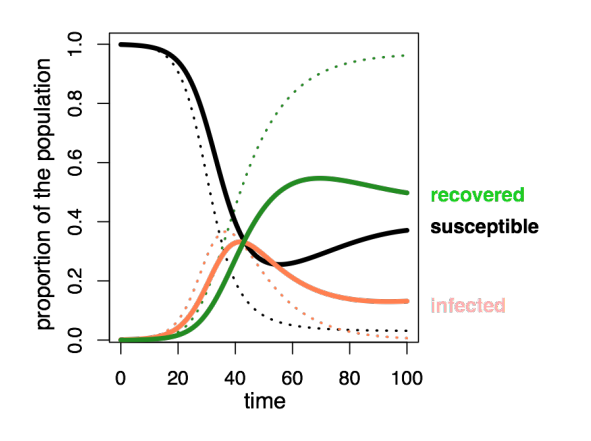 proportion of the population
1.0
0.8
0.6
0.4
0.2
0.0
recovered
susceptible
infected
0 20 40 60 80 100
time